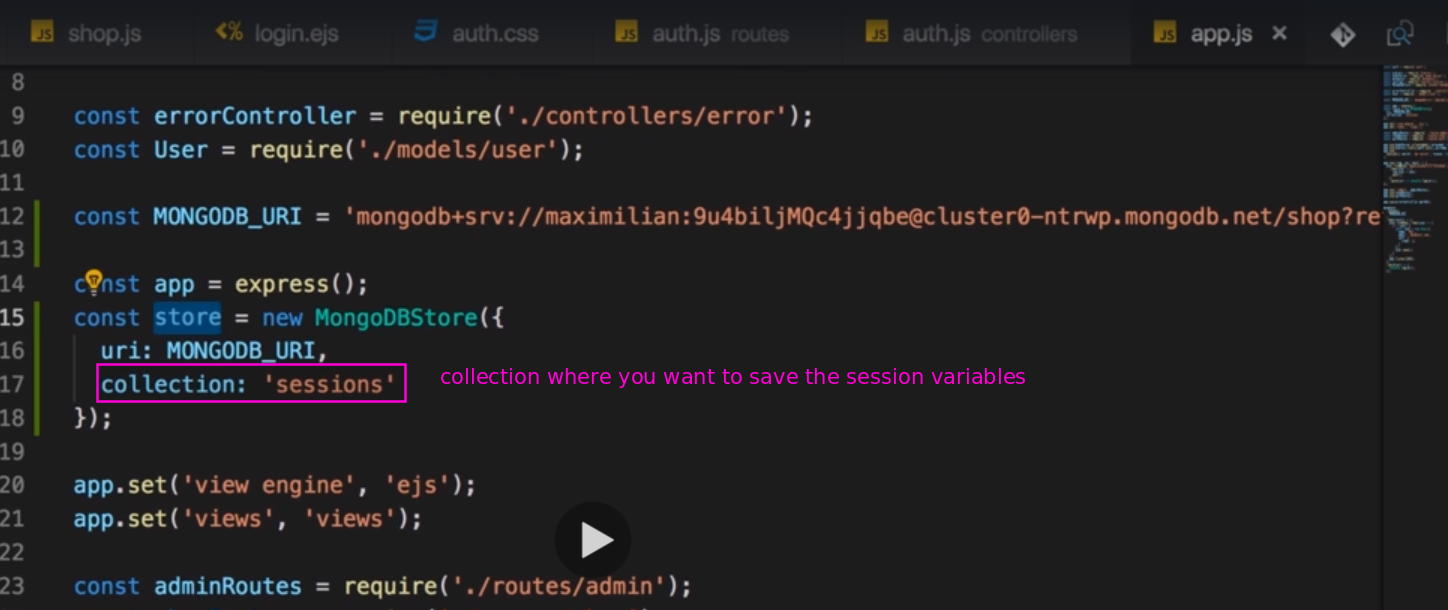 shop.js login.ejs auth.css auth.js routes auth.js controllers app.js
8
9 const errorController = require('./controllers/error');
10 const User = require('./models/user');
11
12 const MONGODB_URI = 'mongodb+srv://maximilian:9u4biljMQc4jjqbe@cluster0-ntrwp.mongodb.net/shop?re
13
14 const app = express();
15 const store = new MongoDBStore({
16 uri: MONGODB_URI,
17 collection: 'sessions' collection where you want to save the session variables
18 });
19
20 app.set('view engine', 'ejs');
21 app.set('views', 'views');
22
23 const adminRoutes = require('./routes/admin');